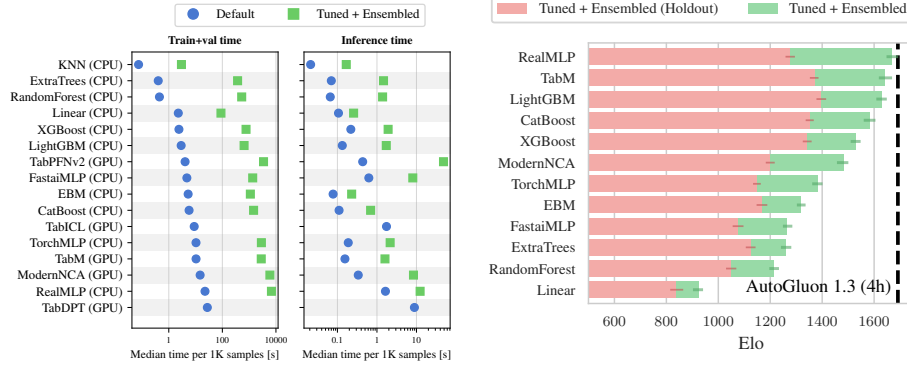 Default
Tuned + Ensembled
Train+val time
Inference time
KNN (CPU)
ExtraTrees (CPU)
RandomForest (CPU)
Linear (CPU)
XGBoost (CPU)
LightGBM (CPU)
TabPFNv2 (GPU)
FastaiMLP (CPU)
EBM (CPU)
CatBoost (CPU)
TabICL (GPU)
TorchMLP (CPU)
TabM (GPU)
ModernNCA (GPU)
RealMLP (CPU)
TabDPT (GPU)
1
100
10000
0.1
1
10
Median time per 1K samples [s]
Median time per 1K samples [s]
Tuned + Ensembled (Holdout)
Tuned + Ensembled
RealMLP
TabM
LightGBM
CatBoost
XGBoost
ModernNCA
TorchMLP
EBM
FastaiMLP
ExtraTrees
RandomForest
Linear
AutoGluon 1.3 (4h)
600
800
1000
1200
1400
1600
Elo